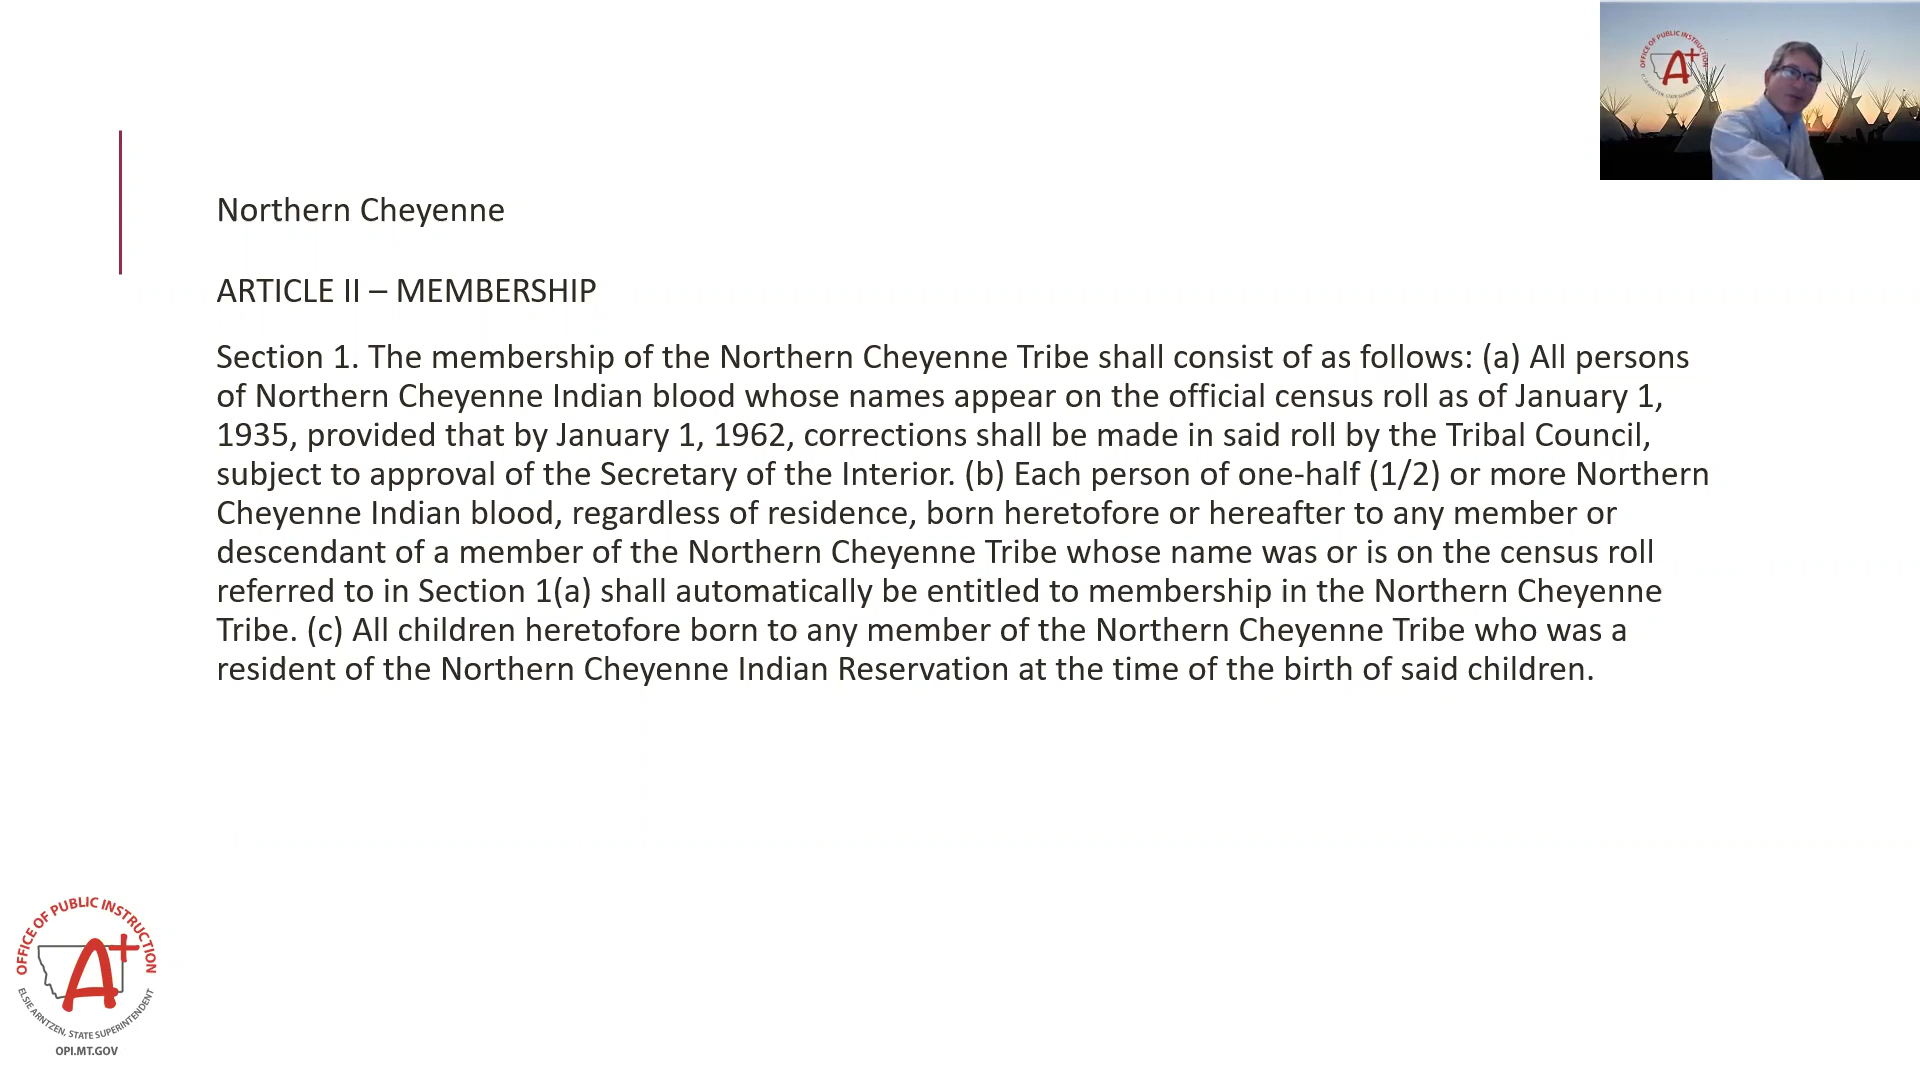 Northern Cheyenne
ARTICLE II – MEMBERSHIP
Section 1. The membership of the Northern Cheyenne Tribe shall consist of as follows: (a) All persons
of Northern Cheyenne Indian blood whose names appear on the official census roll as of January 1,
1935, provided that by January 1, 1962, corrections shall be made in said roll by the Tribal Council,
subject to approval of the Secretary of the Interior. (b) Each person of one-half (1/2) or more Northern
Cheyenne Indian blood, regardless of residence, born heretofore or hereafter to any member or
descendant of a member of the Northern Cheyenne Tribe whose name was or is on the census roll
referred to in Section 1(a) shall automatically be entitled to membership in the Northern Cheyenne
Tribe. (c) All children heretofore born to any member of the Northern Cheyenne Tribe who was a
resident of the Northern Cheyenne Indian Reservation at the time of the birth of said children.
OFFICE OF PUBLIC INSTRUCTION
A+
OFFICE OF PUBLIC INSTRUCTION
A+
ELSIE ARNTZEN, STATE SUPERINTENDENT
OPI.MT.GOV